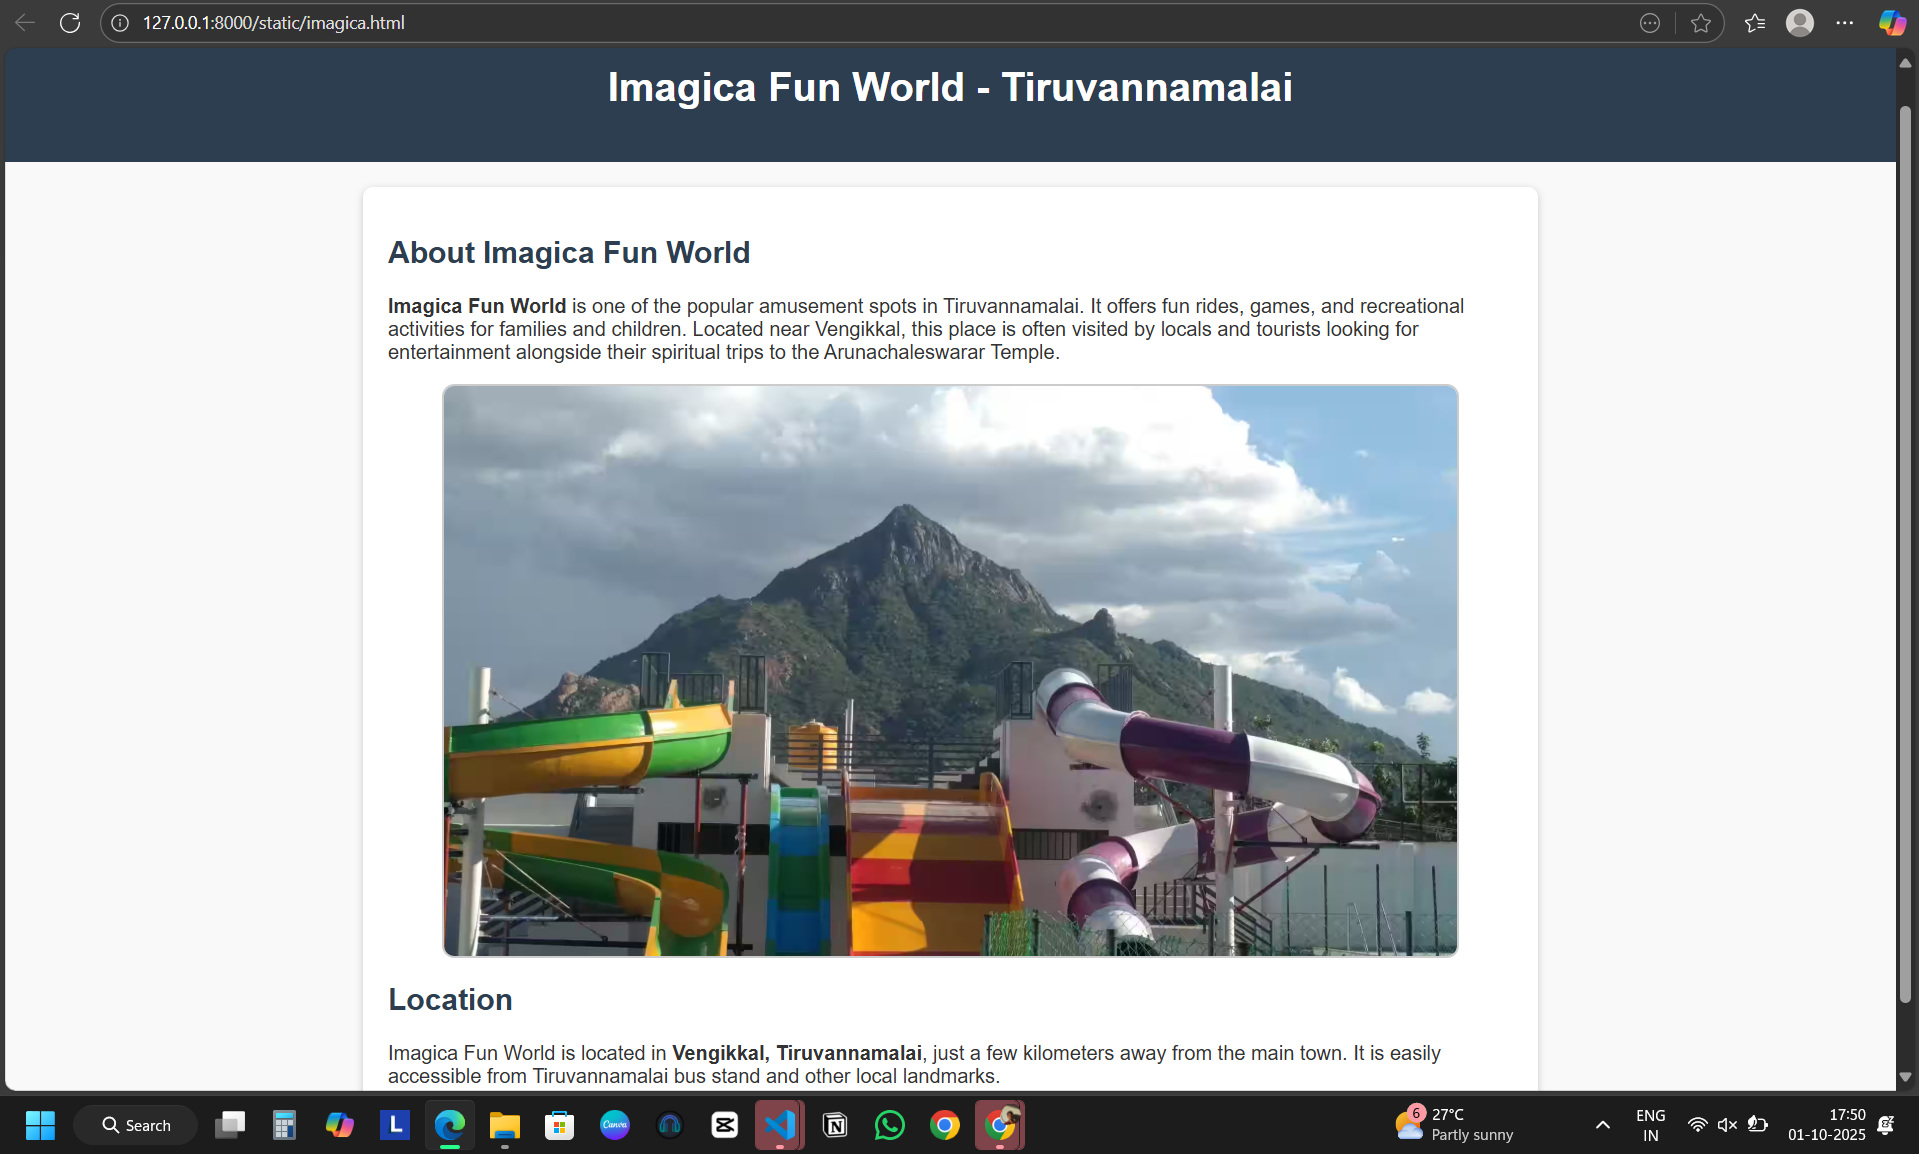 127.0.0.1:8000/static/imagica.html
Imagica Fun World - Tiruvannamalai
About Imagica Fun World
Imagica Fun World is one of the popular amusement spots in Tiruvannamalai. It offers fun rides, games, and recreational
activities for families and children. Located near Vengikkal, this place is often visited by locals and tourists looking for
entertainment alongside their spiritual trips to the Arunachaleswarar Temple.
Location
Imagica Fun World is located in Vengikkal, Tiruvannamalai, just a few kilometers away from the main town. It is easily
accessible from Tiruvannamalai bus stand and other local landmarks.
Search
L
Canva
N
6
27°C
Partly sunny
ENG
IN
17:50
01-10-2025